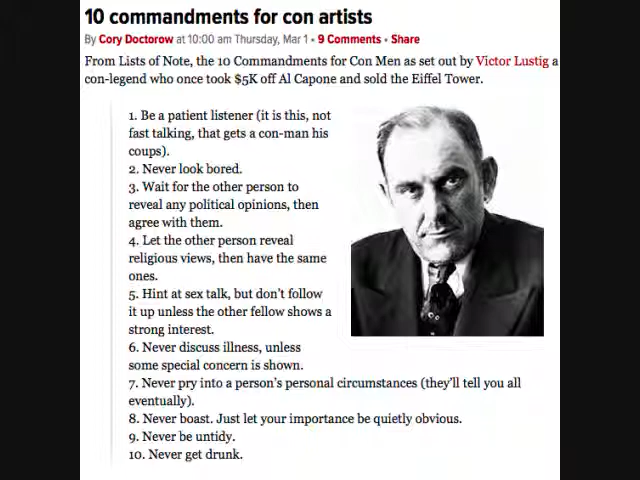 10 commandments for con artists
By Cory Doctorow at 10:00 am Thursday, Mar 1 • 9 Comments • Share
From Lists of Note, the 10 Commandments for Con Men as set out by Victor Lustig a
con-legend who once took $5K off Al Capone and sold the Eiffel Tower.
1. Be a patient listener (it is this, not
fast talking, that gets a con-man his
coups).
2. Never look bored.
3. Wait for the other person to
reveal any political opinions, then
agree with them.
4. Let the other person reveal
religious views, then have the same
ones.
5. Hint at sex talk, but don't follow
it up unless the other fellow shows a
strong interest.
6. Never discuss illness, unless
some special concern is shown.
7. Never pry into a person's personal circumstances (they'll tell you all
eventually).
8. Never boast. Just let your importance be quietly obvious.
9. Never be untidy.
10. Never get drunk.